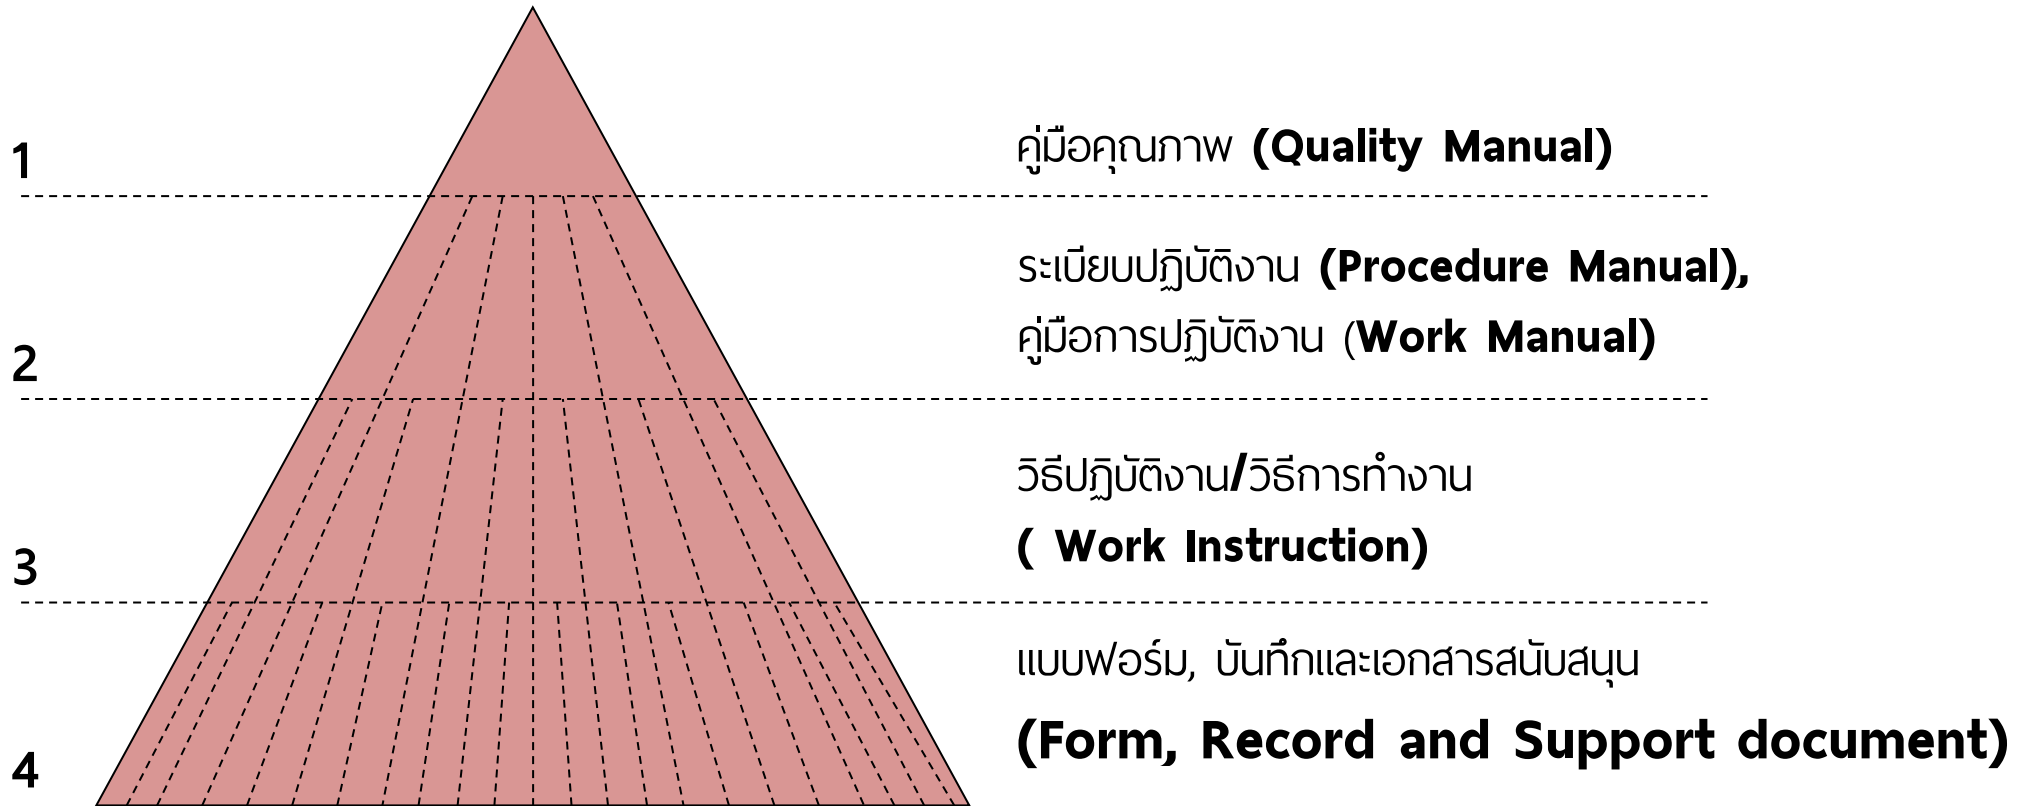 1
คู่มือคุณภาพ (Quality Manual)
ระเบียบปฏิบัติงาน (Procedure Manual),
คู่มือการปฏิบัติงาน (Work Manual)
2
วิธีปฏิบัติงาน/วิธีการทำงาน
( Work Instruction)
3
แบบฟอร์ม, บันทึกและเอกสารสนับสนุน
(Form, Record and Support document)
4